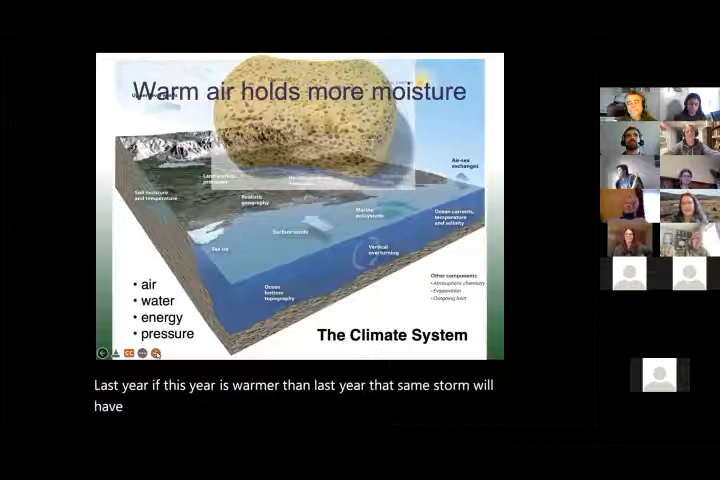 Warm air holds more moisture
Air-sea
exchanges
Soil moisture
and temperature
Realistic
geography
Marine
ecosystems
Ocean currents,
temperature
and salinity
Surface winds
Sea ice
Vertical
overturning
Ocean
bottom
topography
Other components:
• Atmospheric chemistry
• Evaporation
• Outgoing heat
• air
• water
• energy
• pressure
The Climate System
CC
Last year if this year is warmer than last year that same storm will
have